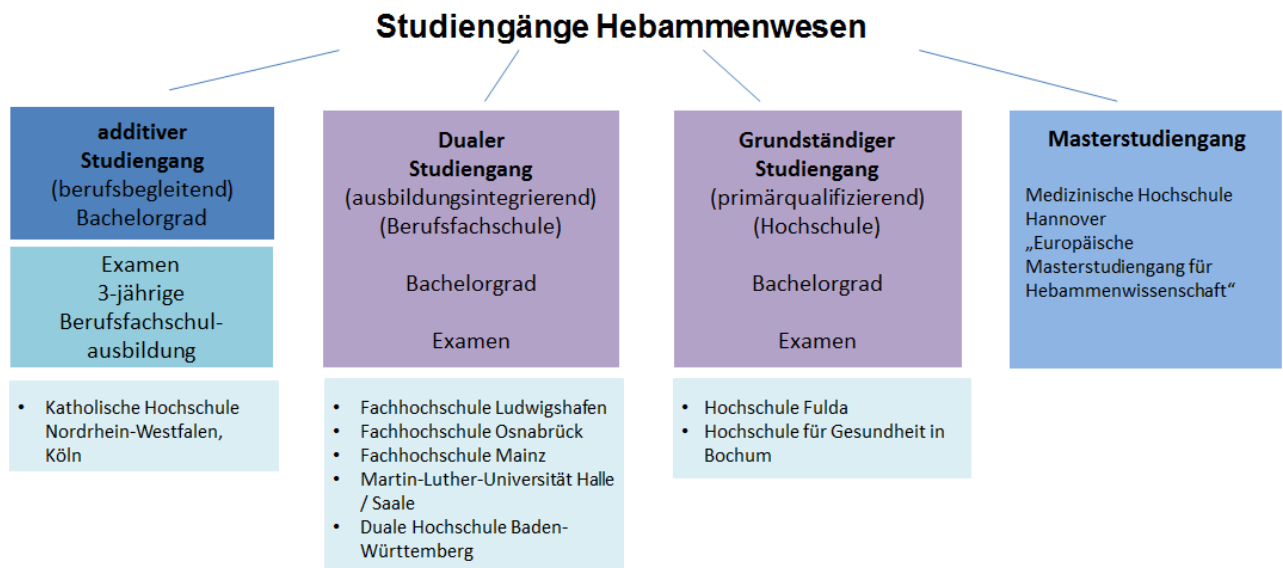 Studiengänge Hebammenwesen
additiver
Studiengang
(berufsbegleitend)
Bachelorgrad
Examen
3-jährige
Berufsfachschul-
ausbildung
• Katholische Hochschule
Nordrhein-Westfalen,
Köln
Dualer
Studiengang
(ausbildungsintegrierend)
(Berufsfachschule)
Bachelorgrad
Examen
• Fachhochschule Ludwigshafen
• Fachhochschule Osnabrück
• Fachhochschule Mainz
• Martin-Luther-Universität Halle
/ Saale
• Duale Hochschule Baden-
Württemberg
Grundständiger
Studiengang
(primärqualifizierend)
(Hochschule)
Bachelorgrad
Examen
• Hochschule Fulda
• Hochschule für Gesundheit in
Bochum
Masterstudiengang
Medizinische Hochschule
Hannover
„Europäische
Masterstudiengang für
Hebammenwissenschaft“